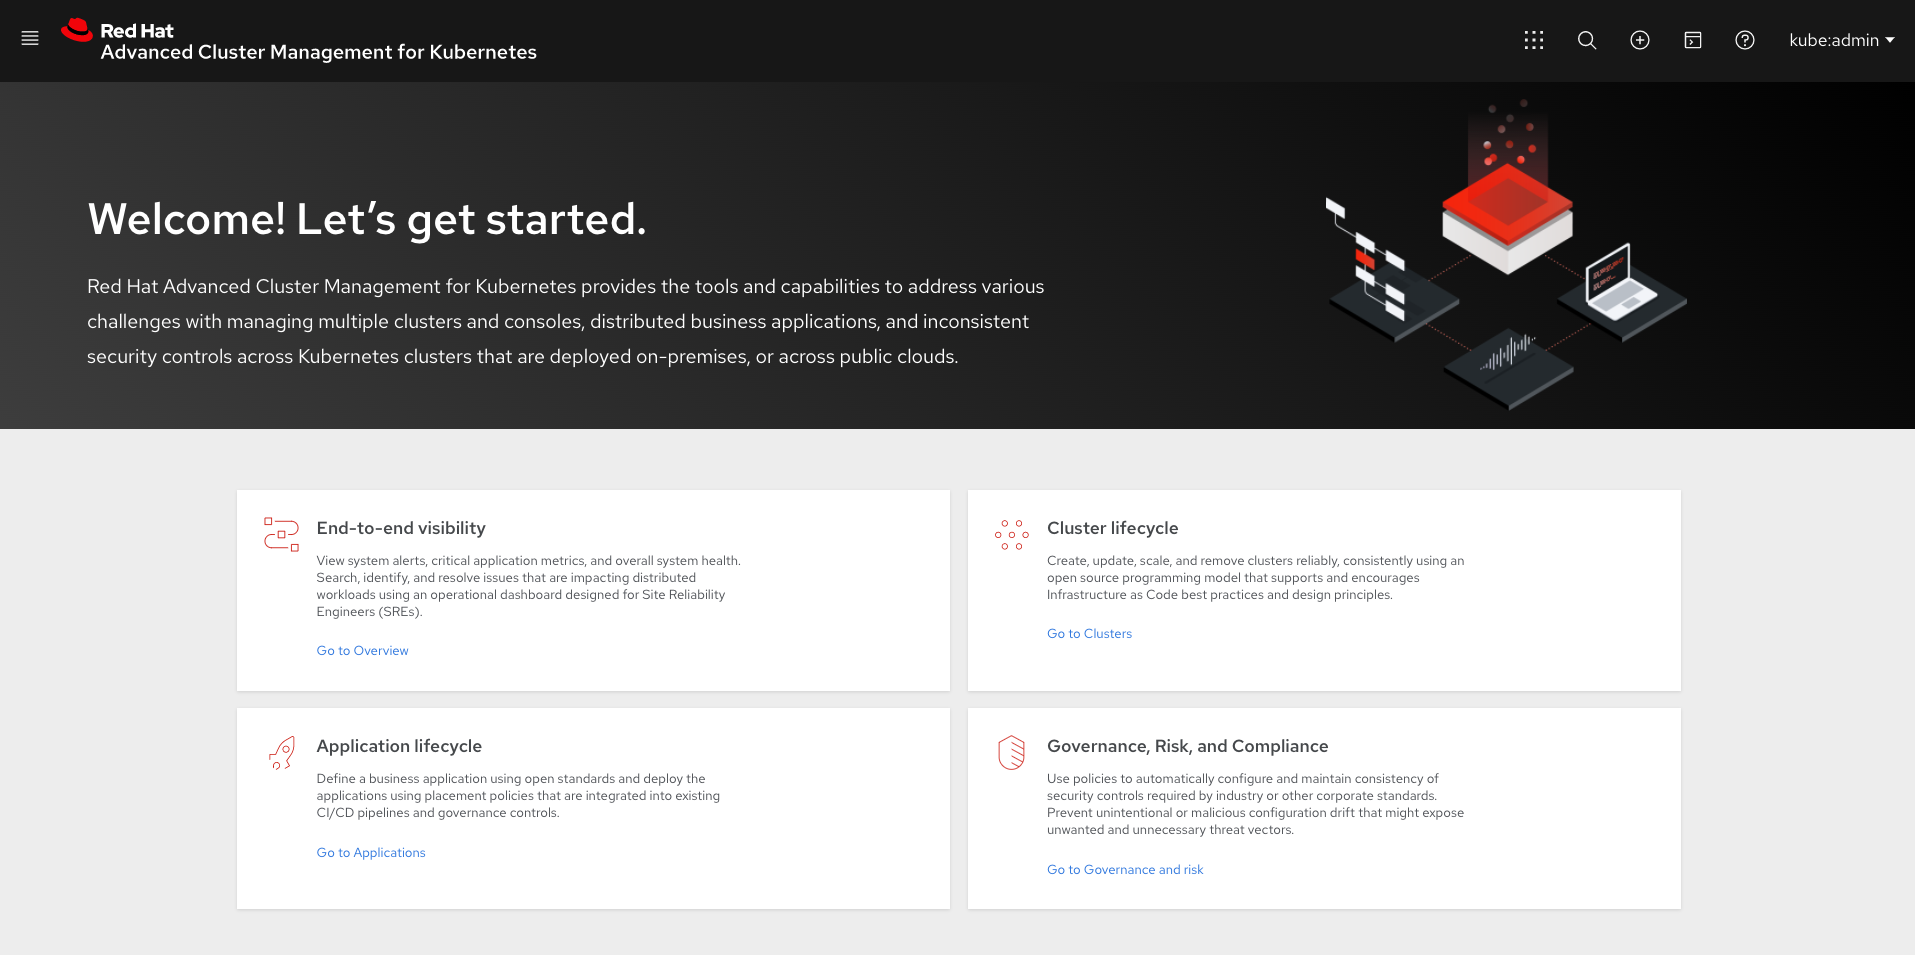 Red Hat
Advanced Cluster Management for Kubernetes
kube:admin
Welcome! Let’s get started.
Red Hat Advanced Cluster Management for Kubernetes provides the tools and capabilities to address various
challenges with managing multiple clusters and consoles, distributed business applications, and inconsistent
security controls across Kubernetes clusters that are deployed on-premises, or across public clouds.
End-to-end visibility
View system alerts, critical application metrics, and overall system health.
Search, identify, and resolve issues that are impacting distributed
workloads using an operational dashboard designed for Site Reliability
Engineers (SREs).
Go to Overview
Cluster lifecycle
Create, update, scale, and remove clusters reliably, consistently using an
open source programming model that supports and encourages
Infrastructure as Code best practices and design principles.
Go to Clusters
Application lifecycle
Define a business application using open standards and deploy the
applications using placement policies that are integrated into existing
CI/CD pipelines and governance controls.
Go to Applications
Governance, Risk, and Compliance
Use policies to automatically configure and maintain consistency of
security controls required by industry or other corporate standards.
Prevent unintentional or malicious configuration drift that might expose
unwanted and unnecessary threat vectors.
Go to Governance and risk